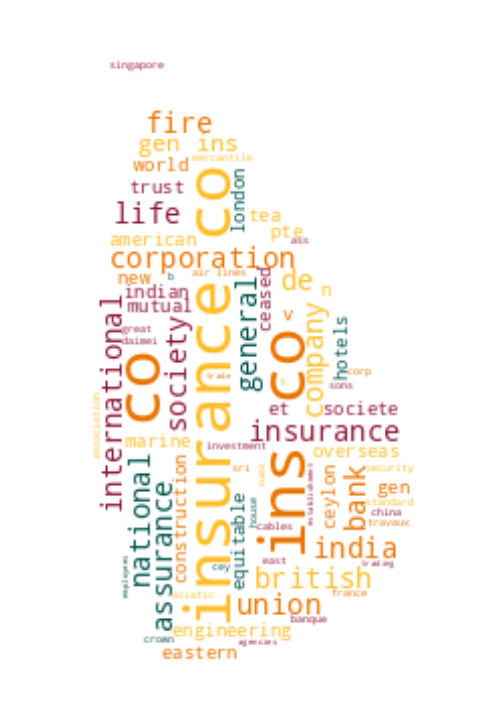 singapore
fire
gen ins
mercantile
world
trust
london
life
co
tea
pte
ass
american
corporation
new
b
air lines
ceased
de
n
indian
mutual
insurance
general
v
company
international
great
daimei
society
co
co
hotels
trade
corp
sons
association
et
societe
marine
investment
insurance
overseas
national
assurance
construction
sri
suez
ins
establishment
ceylon
bank
security
gen
standard
china
travaux
equitable
house
cables
india
employees
cey
east
trading
british
asiatic
france
union
banque
engineering
crown
agencies
eastern